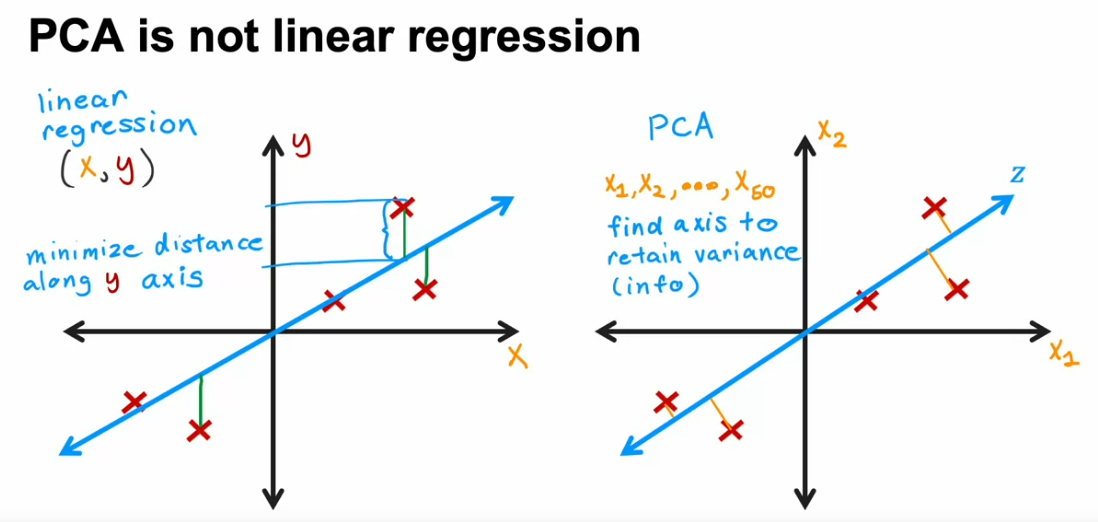 PCA is not linear regression
linear
regression
(x, y)
minimize distance
along y axis
y
x
PCA
x₁, x₂, ..., x₅₀
find axis to
retain variance
(info)
x₂
z
x₁